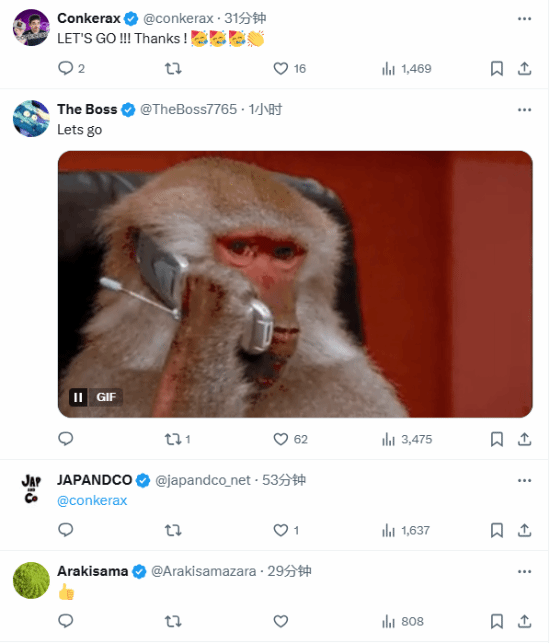 Conkerax @conkerax · 31分钟
LET'S GO !!! Thanks ! 🥳🥳🥳👏
2 16 1,469
The Boss @TheBoss7765 · 1小时
Lets go
GIF
1 62 3,475
JAP
AND
Co
JAPANDCO @japandco_net · 53分钟
@conkerax
1 1,637
Arakisama @Arakisamazara · 29分钟
👍
808